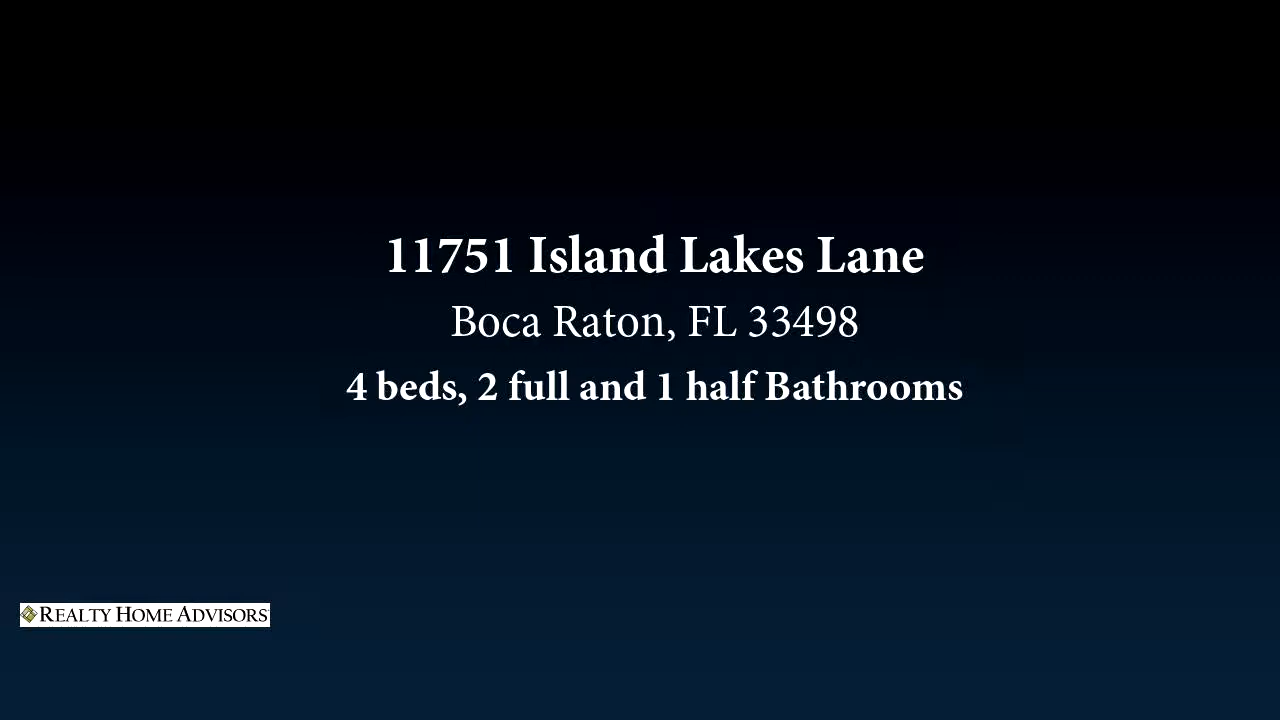 11751 Island Lakes Lane
Boca Raton, FL 33498
4 beds, 2 full and 1 half Bathrooms
REALTY HOME ADVISORS